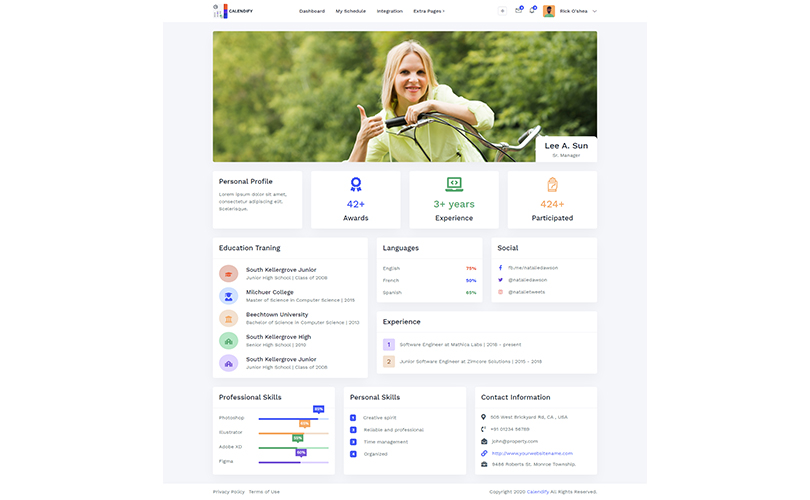 CALENDIFY
Dashboard My Schedule Integration Extra Pages
Rick O'shea
Lee A. Sun
Sr. Manager
Personal Profile
Lorem ipsum dolor sit amet,
consectetur adipiscing elit,
scelerisque.
42+
Awards
3+ years
Experience
424+
Participated
Education Traning
South Kellergrove Junior
Junior High School | Class of 2008
Milchuer College
Master of Science in Computer Science | 2015
Beechtown University
Bachelor of Science in Computer Science | 2013
South Kellergrove High
Senior High School | 2010
South Kellergrove Junior
Junior High School | Class of 2008
Languages
English 75%
French 50%
Spanish 65%
Social
fb.me/nataliedawson
@nataliedawson
@natalietweets
Experience
1 Software Engineer at Mathica Labs | 2018 - present
2 Junior Software Engineer at Zimcore Solutions | 2015 - 2018
Professional Skills
Photoshop
Illustrator
Adobe XD
Figma
Personal Skills
1 Creative spirit
2 Reliable and professional
3 Time management
4 Organized
Contact Information
505 West Brickyard Rd, CA , USA
+91 01234 56789
john@property.com
http://www.yourwebsitename.com
8468 Roberta St. Monroe Township,
Privacy Policy Terms of Use
Copyright 2020 Calendify All Rights Reserved.